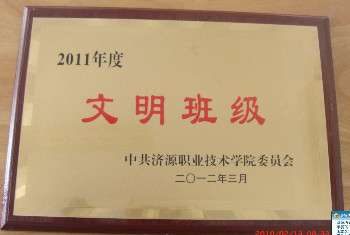 2011年度
文明班级
中共济源职业技术学院委员会
二〇一二年三月